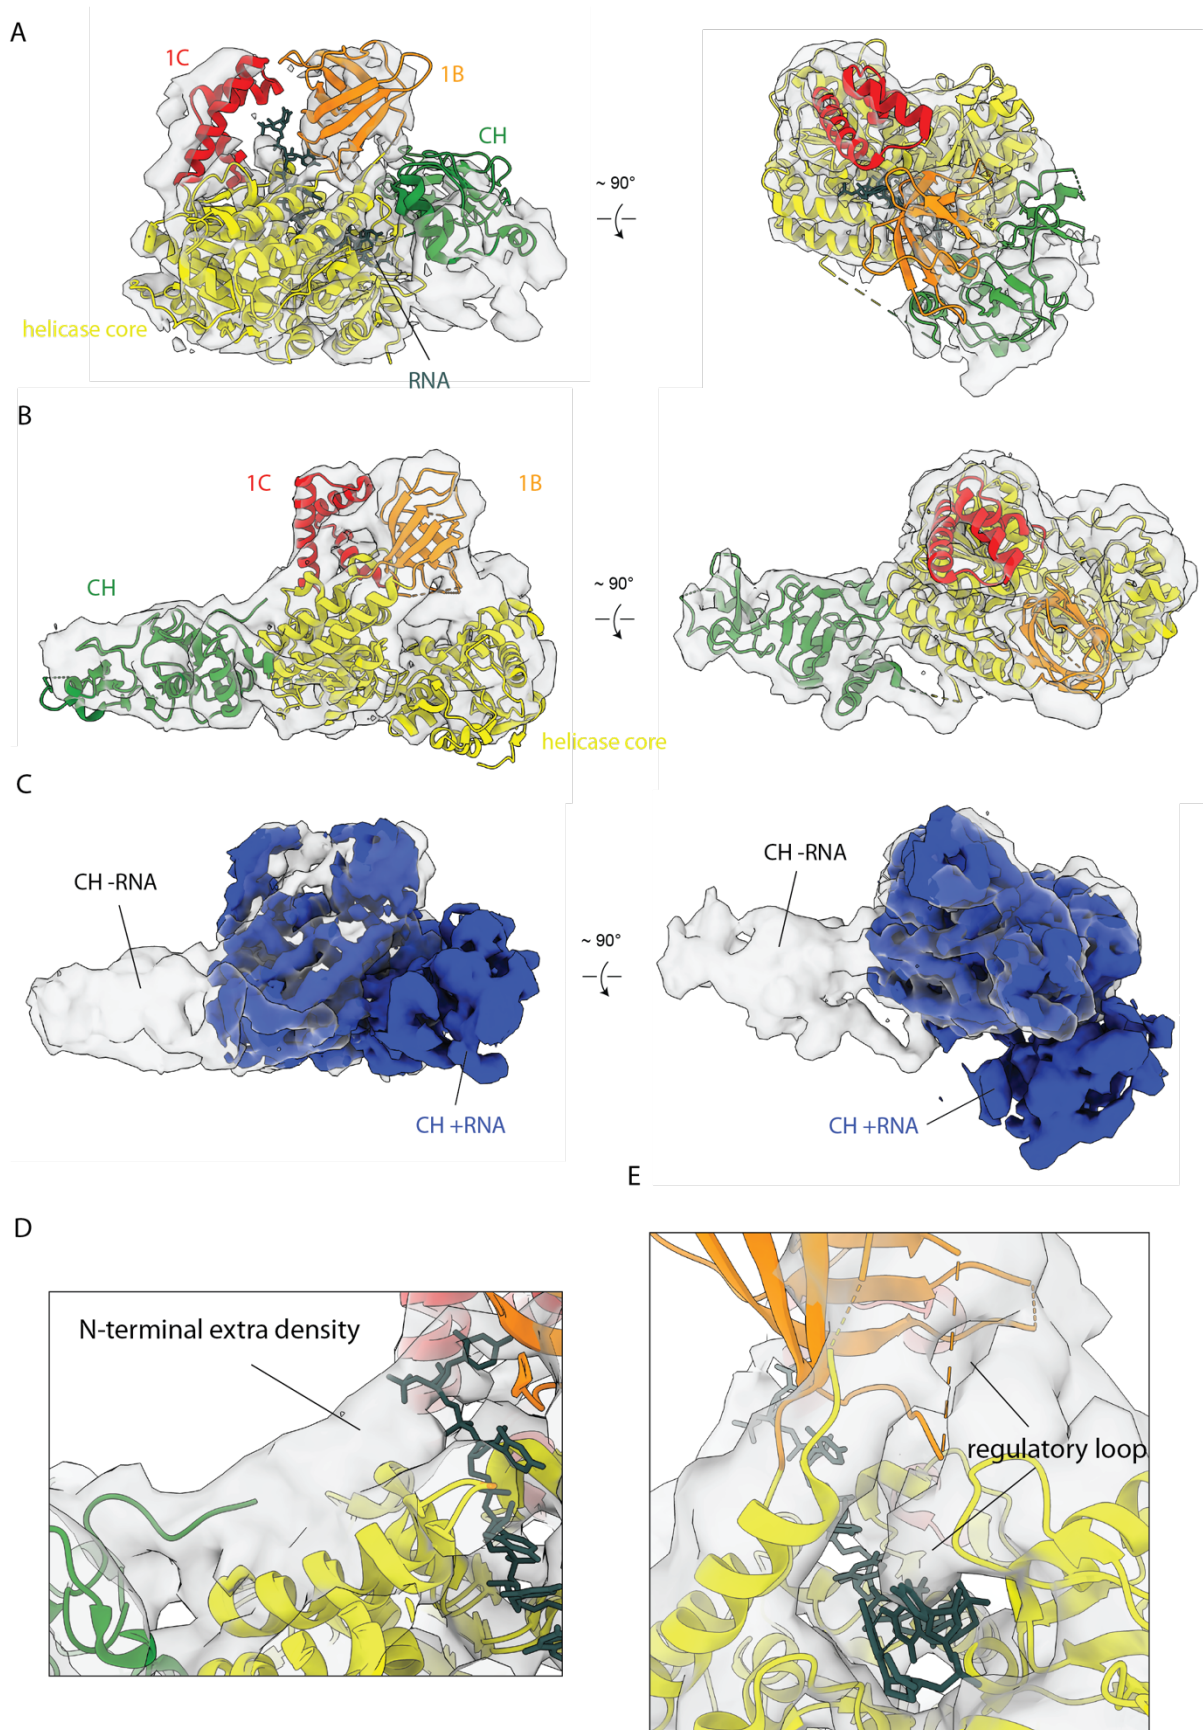 A
1C
1B
CH
~ 90°
helicase core
RNA
B
1C
1B
CH
~ 90°
helicase core
C
CH -RNA
CH -RNA
~ 90°
CH +RNA
CH +RNA
E
D
N-terminal extra density
regulatory loop